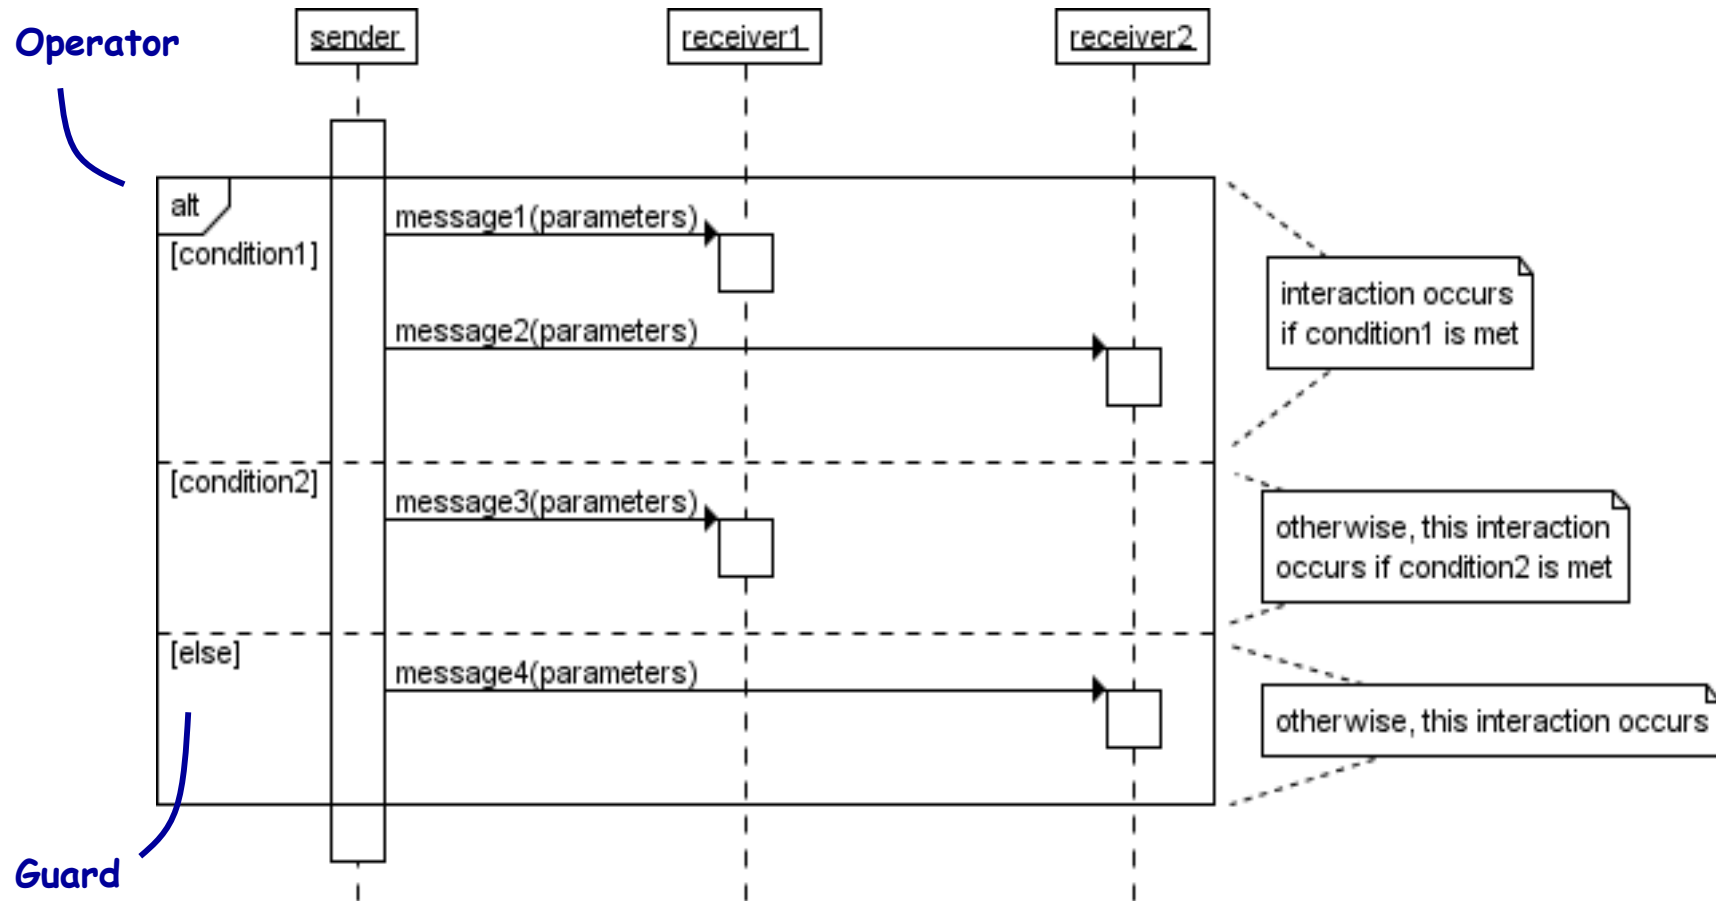 Operator
sender
receiver1
receiver2
alt
[condition1]
message1(parameters)
message2(parameters)
interaction occurs
if condition1 is met
[condition2]
message3(parameters)
otherwise, this interaction
occurs if condition2 is met
[else]
message4(parameters)
otherwise, this interaction occurs
Guard